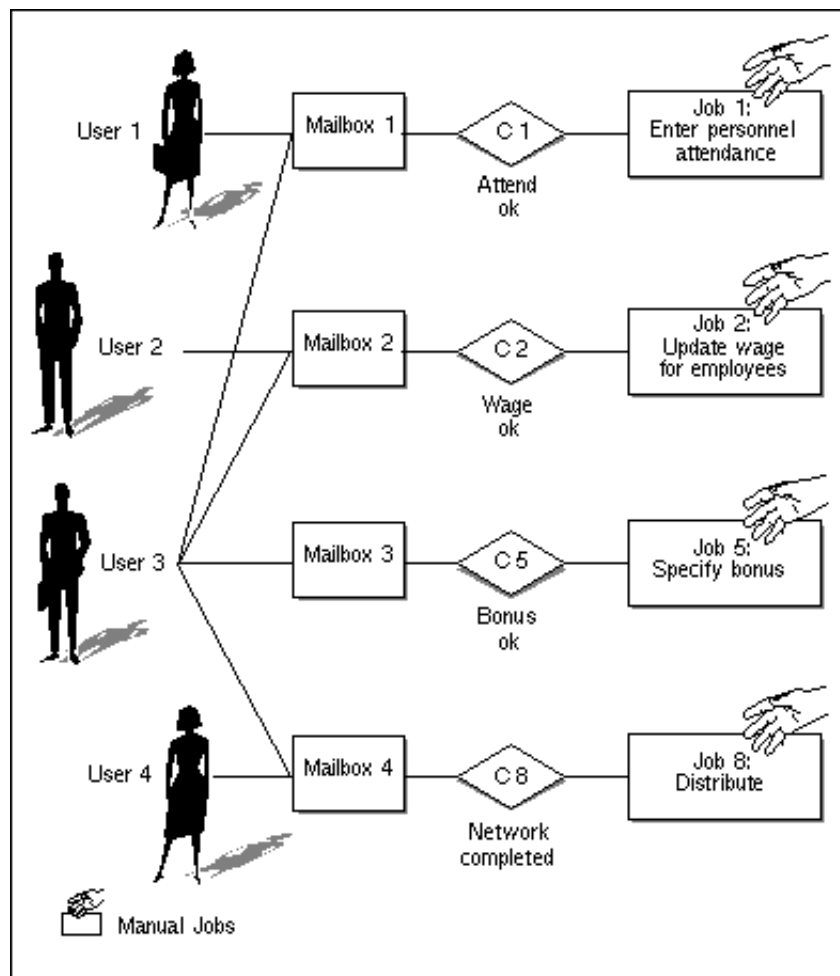 User 1
Mailbox 1
C 1
Attend
ok
Job 1:
Enter personnel
attendance
User 2
Mailbox 2
C 2
Wage
ok
Job 2:
Update wage
for employees
User 3
Mailbox 3
C 5
Bonus
ok
Job 5:
Specify bonus
User 4
Mailbox 4
C 8
Network
completed
Job 8:
Distribute
Manual Jobs